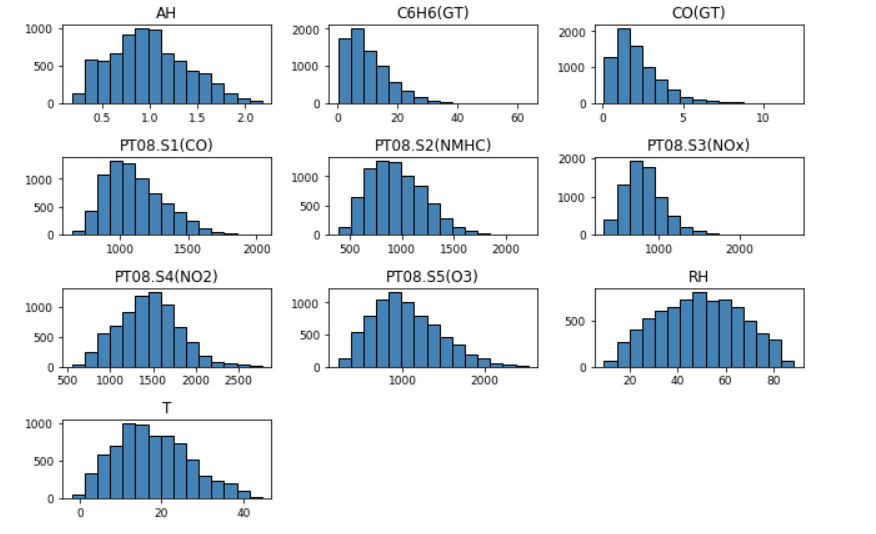 AH C6H6(GT) CO(GT)
1000 2000 2000
500 1000 1000
0 0 0
0.5 1.0 1.5 2.0 0 20 40 60 0 5 10
PT08.S1(CO) PT08.S2(NMHC) PT08.S3(NOx)
1000 1000 2000
500 500 1000
0 0 0
1000 1500 2000 500 1000 1500 2000 1000 2000
PT08.S4(NO2) PT08.S5(O3) RH
1000 1000 500
500 500
0 0 0
500 1000 1500 2000 2500 1000 2000 20 40 60 80
T
1000
500
0
0 20 40